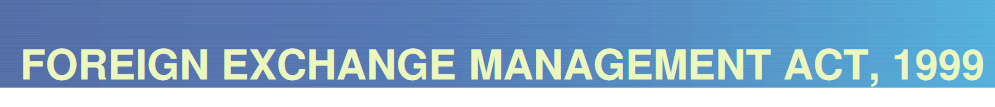 FOREIGN EXCHANGE MANAGEMENT ACT, 1999